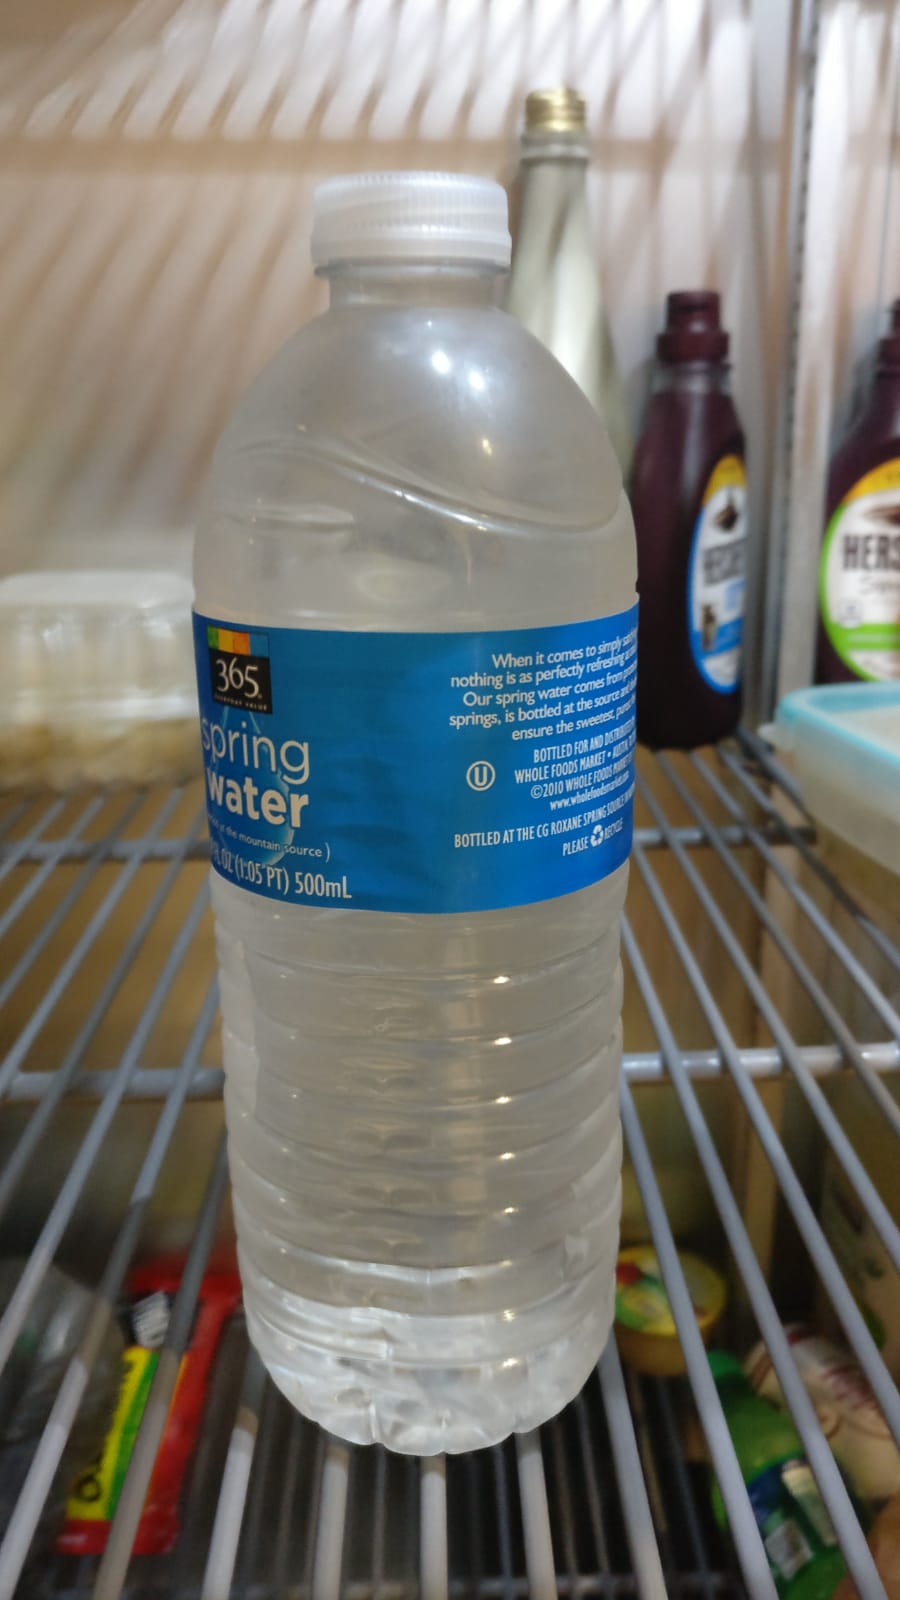 365
EVERYDAY VALUE
spring
water
at the mountain source )
OZ (1.05 PT) 500mL
When it comes to simply
nothing is as perfectly refreshing
Our spring water comes from
springs, is bottled at the source and
ensure the sweetest,
BOTTLED FOR AND
WHOLE FOODS MARKET • AUSTIN,
U
©2010 WHOLE FOODS MARKET
www.wholefoodsmarket.com
BOTTLED AT THE CG ROXANE SPRING SOURCE IN
PLEASE RECYCLE
HERS